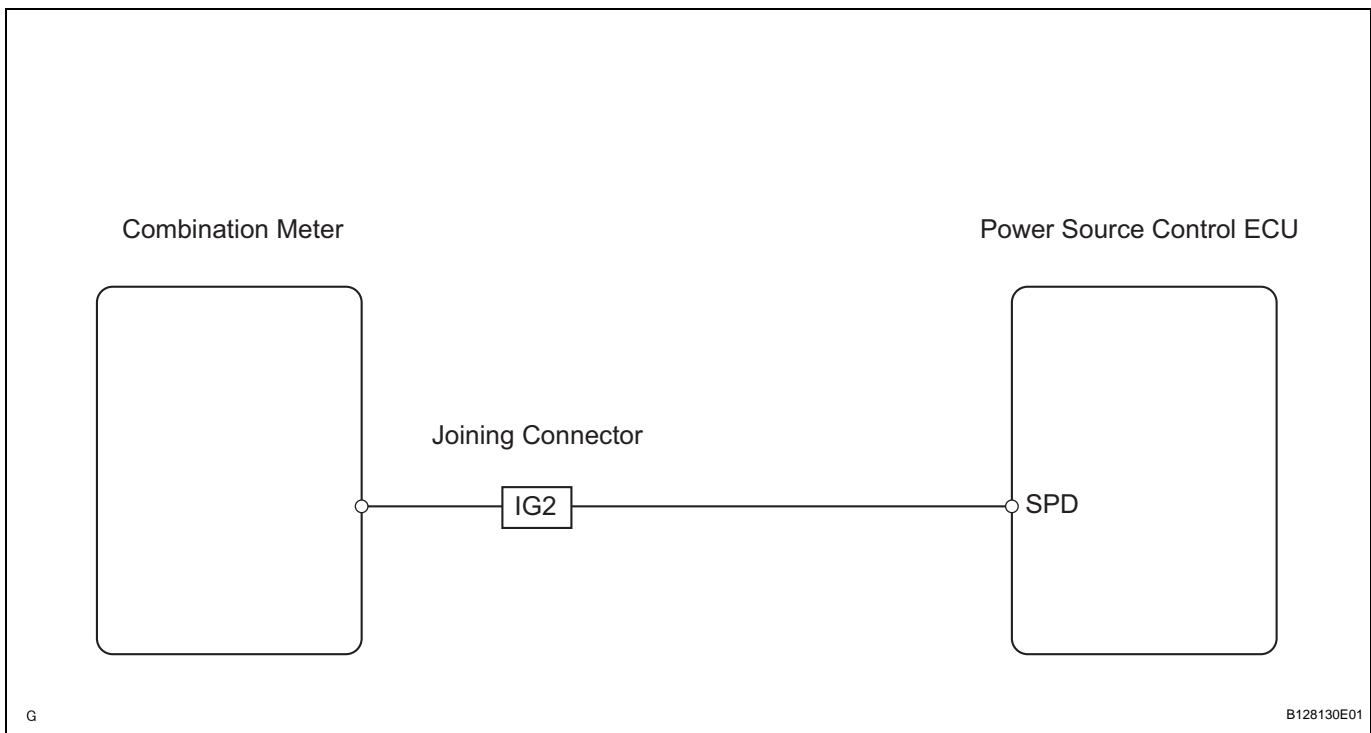 Combination Meter
Power Source Control ECU
Joining Connector
IG2
SPD
G
B128130E01